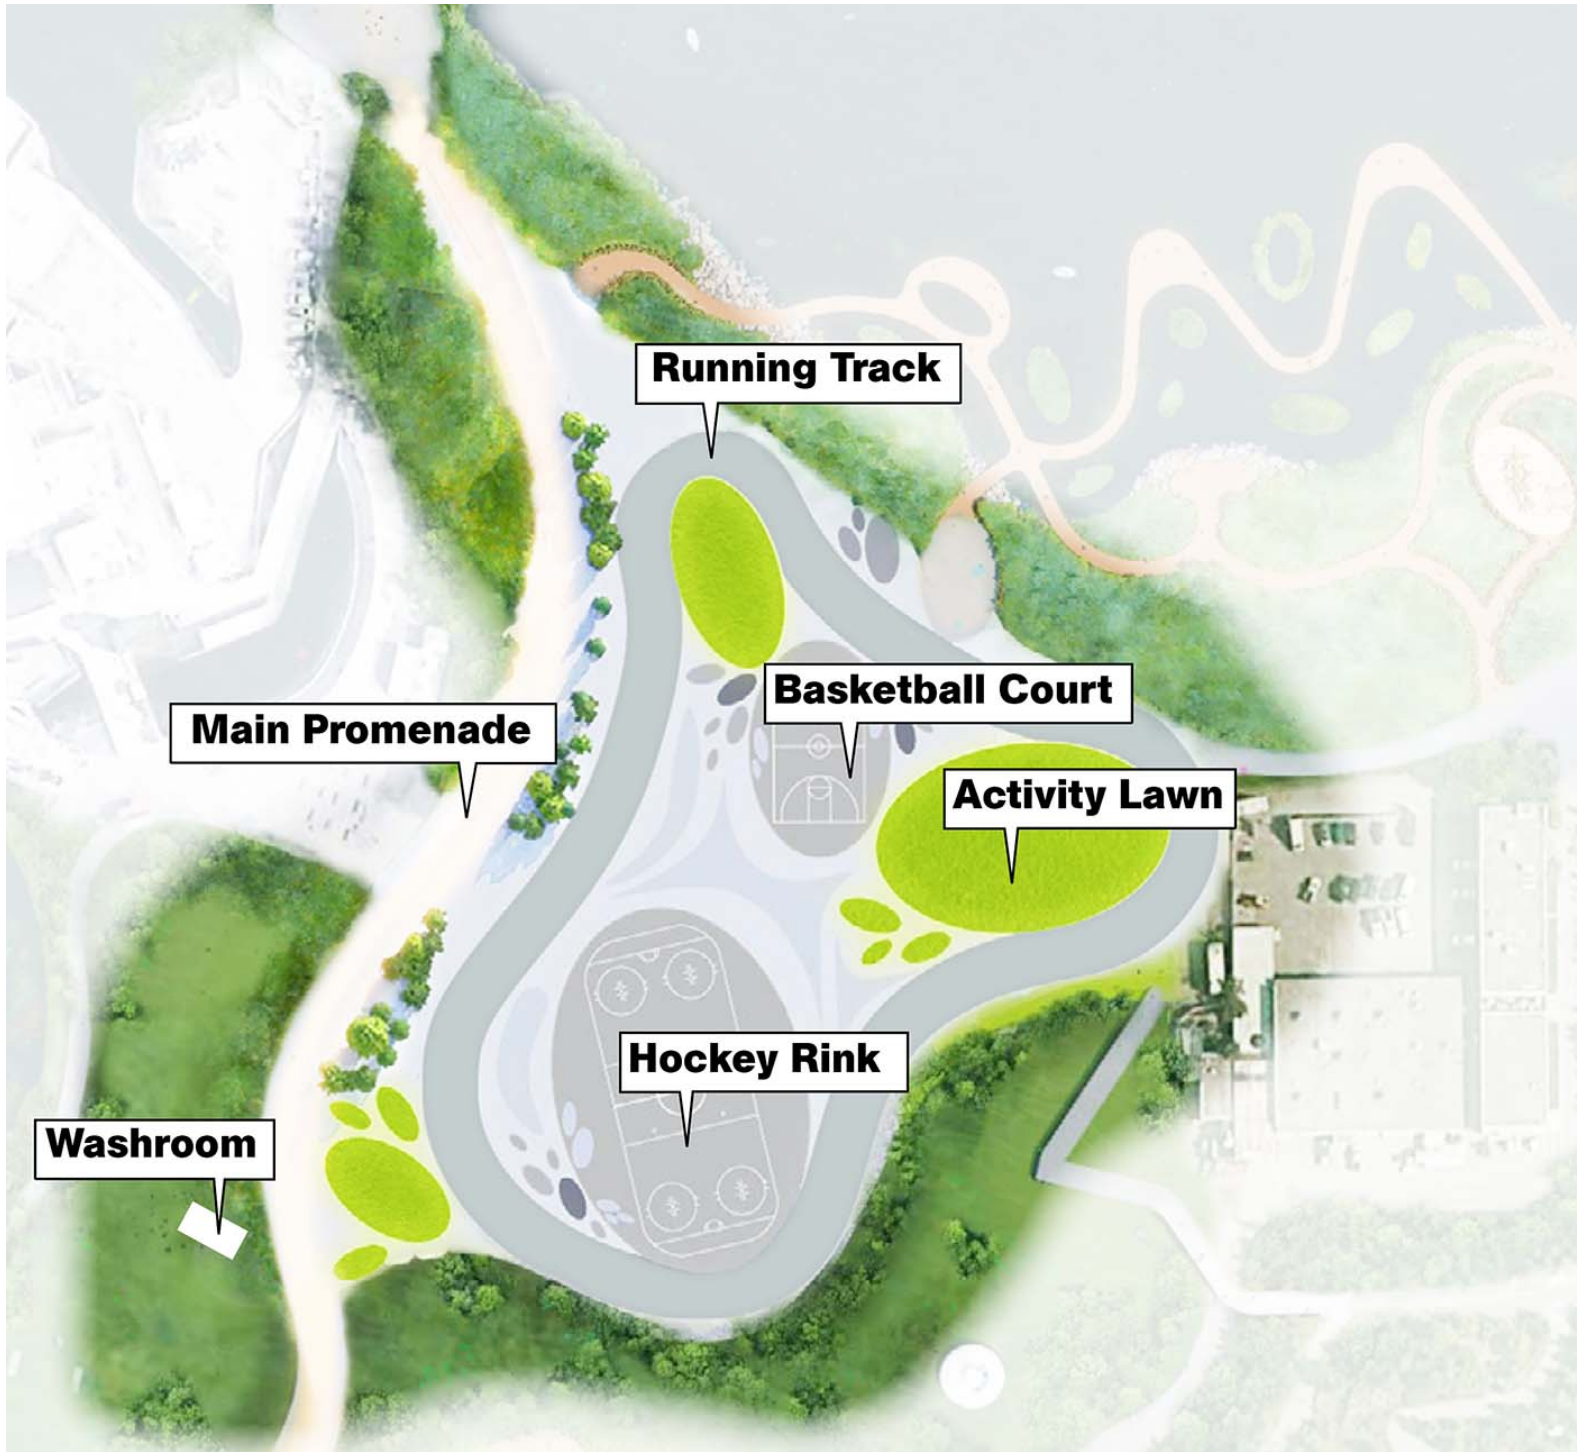 Running Track
Basketball Court
Main Promenade
Activity Lawn
Hockey Rink
Washroom